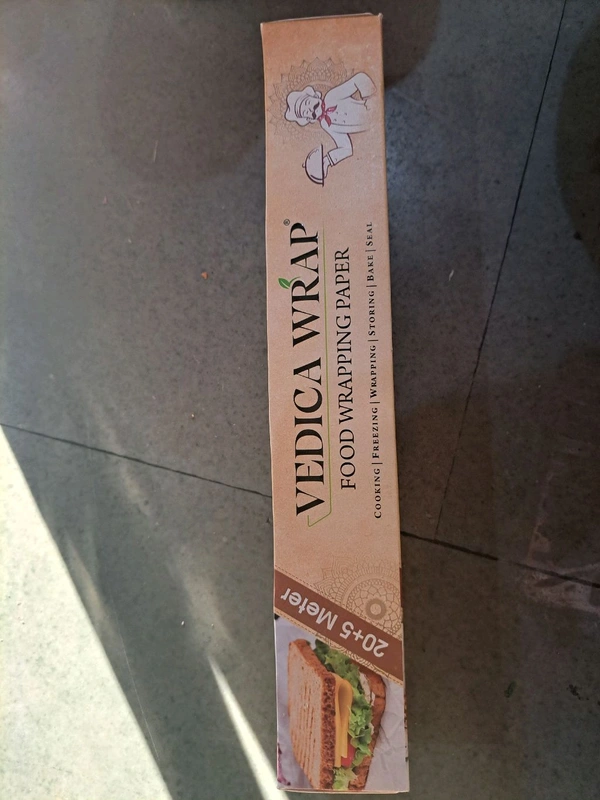 VEDICA WRAP®
FOOD WRAPPING PAPER
COOKING | FREEZING | WRAPPING | STORING | BAKE | SEAL
20+5 Meter